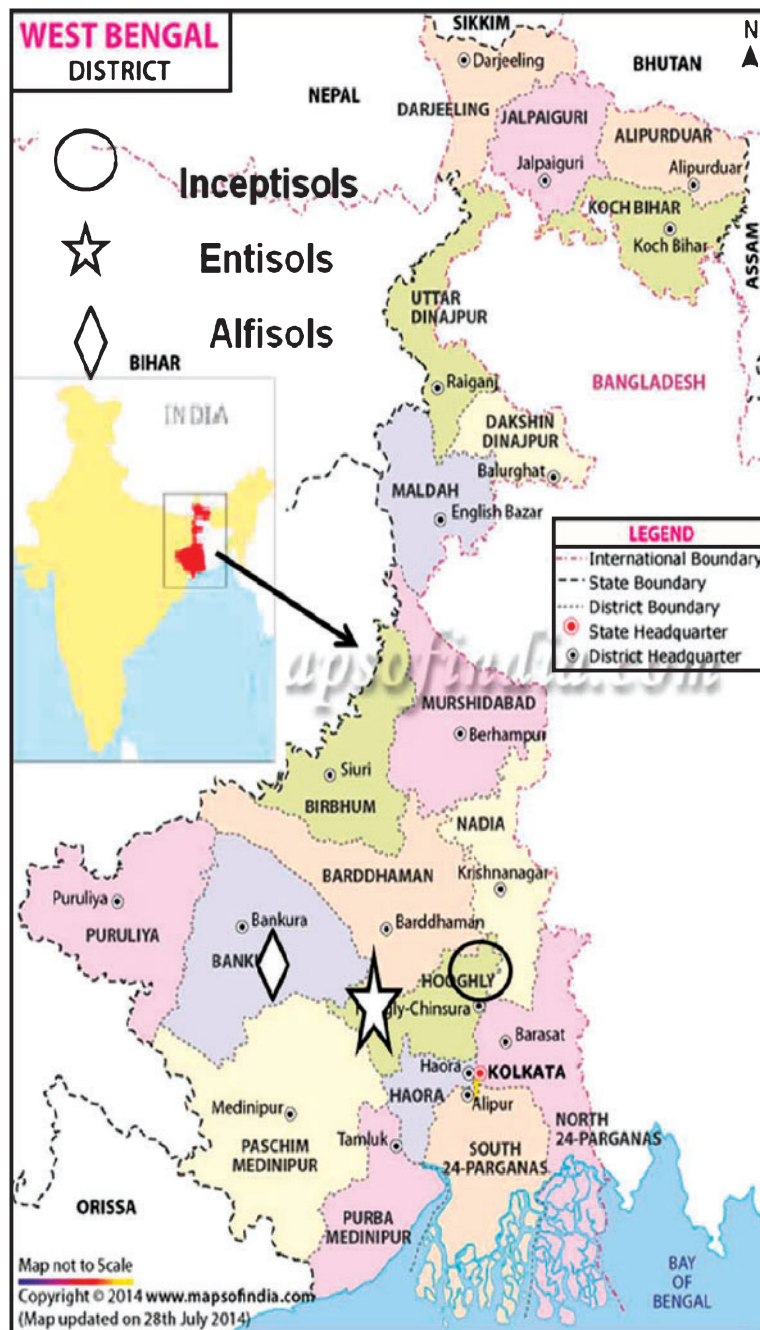 WEST BENGAL
DISTRICT
SIKKIM
N
Darjeeling
BHUTAN
NEPAL
DARJEELING
JALPAIGURI
ALIPURDUAR
Jalpaiguri
Alipurduar
KOCH BIHAR
Koch Bihar
ASSAM
Inceptisols
Entisols
Alfisols
UTTAR
DINAJPUR
BIHAR
Raiganj
BANGLADESH
INDIA
DAKSHIN
DINAJPUR
Balurghat
MALDAH
English Bazar
LEGEND
International Boundary
State Boundary
District Boundary
State Headquarter
District Headquarter
apsofindia.com
MURSHIDABAD
Berhampur
Siuri
BIRBHUM
NADIA
BARDDHAMAN
Krishnanagar
Puruliya
PURULIYA
Bankura
Barddhaman
BANK
HOOGHLY
gly-Chinsura
Barasat
Haora
KOLKATA
HAORA
Alipur
Medinipur
NORTH
24-PARGANAS
PASCHIM
MEDINIPUR
Tamluk
SOUTH
24-PARGANAS
ORISSA
PURBA
MEDINIPUR
Map not to Scale
BAY
OF
BENGAL
Copyright © 2014 www.mapsofindia.com
(Map updated on 28th July 2014)